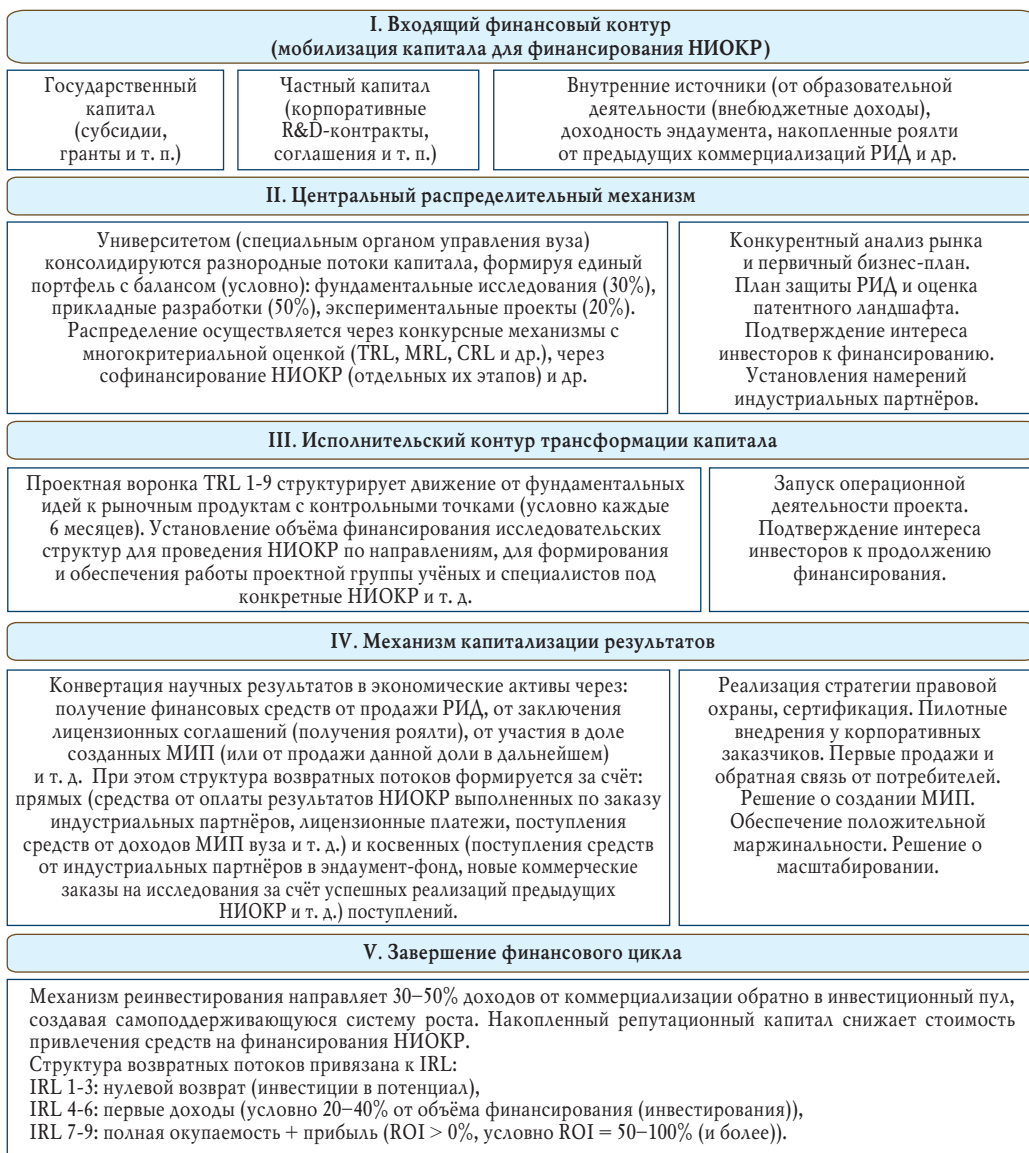 I. Входящий финансовый контур
(мобилизация капитала для финансирования НИОКР)
Государственный
капитал
(субсидии,
гранты и т. п.)
Частный капитал
(корпоративные
R&D-контракты,
соглашения и т. п.)
Внутренние источники (от образовательной
деятельности (внебюджетные доходы),
доходность эндаумента, накопленные роялти
от предыдущих коммерциализаций РИД и др.
II. Центральный распределительный механизм
Университетом (специальным органом управления вуза)
консолидируются разнородные потоки капитала, формируя единый
портфель с балансом (условно): фундаментальные исследования (30%),
прикладные разработки (50%), экспериментальные проекты (20%).
Распределение осуществляется через конкурсные механизмы с
многокритериальной оценкой (TRL, MRL, CRL и др.), через
софинансирование НИОКР (отдельных их этапов) и др.
Конкурентный анализ рынка
и первичный бизнес-план.
План защиты РИД и оценка
патентного ландшафта.
Подтверждение интереса
инвесторов к финансированию.
Установления намерений
индустриальных партнёров.
III. Исполнительский контур трансформации капитала
Проектная воронка TRL 1-9 структурирует движение от фундаментальных
идей к рыночным продуктам с контрольными точками (условно каждые
6 месяцев). Установление объёма финансирования исследовательских
структур для проведения НИОКР по направлениям, для формирования
и обеспечения работы проектной группы учёных и специалистов под
конкретные НИОКР и т. д.
Запуск операционной
деятельности проекта.
Подтверждение интереса
инвесторов к продолжению
финансирования.
IV. Механизм капитализации результатов
Конвертация научных результатов в экономические активы через:
получение финансовых средств от продажи РИД, от заключения
лицензионных соглашений (получения роялти), от участия в доле
созданных МИП (или от продажи данной доли в дальнейшем)
и т. д. При этом структура возвратных потоков формируется за счёт:
прямых (средства от оплаты результатов НИОКР выполненных по заказу
индустриальных партнёров, лицензионные платежи, поступления
средств от доходов МИП вуза и т. д.) и косвенных (поступления средств
от индустриальных партнёров в эндаумент-фонд, новые коммерческие
заказы на исследования за счёт успешных реализаций предыдущих
НИОКР и т. д.) поступлений.
Реализация стратегии правовой
охраны, сертификация. Пилотные
внедрения у корпоративных
заказчиков. Первые продажи и
обратная связь от потребителей.
Решение о создании МИП.
Обеспечение положительной
маржинальности. Решение о
масштабировании.
V. Завершение финансового цикла
Механизм реинвестирования направляет 30–50% доходов от коммерциализации обратно в инвестиционный пул,
создавая самоподдерживающуюся систему роста. Накопленный репутационный капитал снижает стоимость
привлечения средств на финансирования НИОКР.
Структура возвратных потоков привязана к IRL:
IRL 1-3: нулевой возврат (инвестиции в потенциал),
IRL 4-6: первые доходы (условно 20–40% от объёма финансирования (инвестирования)),
IRL 7-9: полная окупаемость + прибыль (ROI > 0%, условно ROI = 50–100% (и более)).